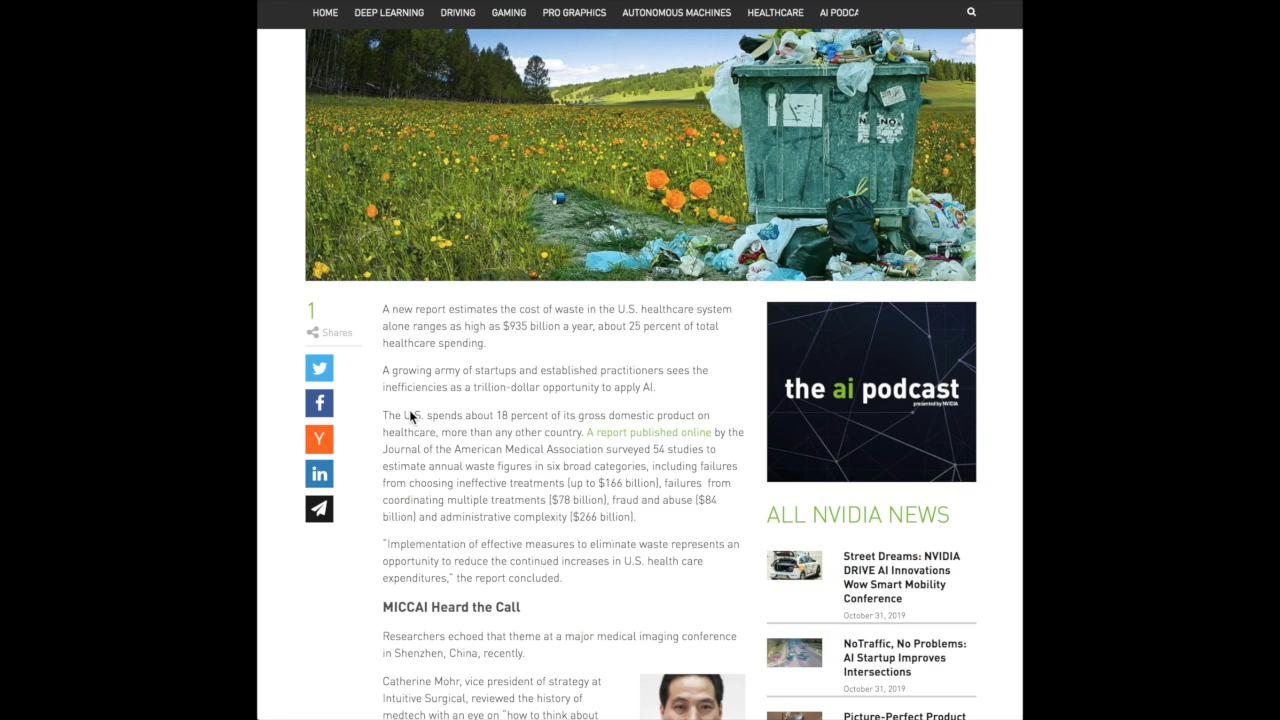 HOME DEEP LEARNING DRIVING GAMING PRO GRAPHICS AUTONOMOUS MACHINES HEALTHCARE AI PODCA
NO
1
Shares
A new report estimates the cost of waste in the U.S. healthcare system
alone ranges as high as $935 billion a year, about 25 percent of total
healthcare spending.
A growing army of startups and established practitioners sees the
inefficiencies as a trillion-dollar opportunity to apply AI.
The U.S. spends about 18 percent of its gross domestic product on
healthcare, more than any other country. A report published online by the
Journal of the American Medical Association surveyed 54 studies to
estimate annual waste figures in six broad categories, including failures
from choosing ineffective treatments (up to $166 billion), failures from
coordinating multiple treatments ($78 billion), fraud and abuse ($84
billion) and administrative complexity ($266 billion).
“Implementation of effective measures to eliminate waste represents an
opportunity to reduce the continued increases in U.S. health care
expenditures,” the report concluded.
MICCAI Heard the Call
Researchers echoed that theme at a major medical imaging conference
in Shenzhen, China, recently.
Catherine Mohr, vice president of strategy at
Intuitive Surgical, reviewed the history of
medtech with an eye on “how to think about
f
Y
in
the ai podcast
presented by NVIDIA
ALL NVIDIA NEWS
Street Dreams: NVIDIA
DRIVE AI Innovations
Wow Smart Mobility
Conference
October 31, 2019
NoTraffic, No Problems:
AI Startup Improves
Intersections
October 31, 2019
Picture-Perfect Product